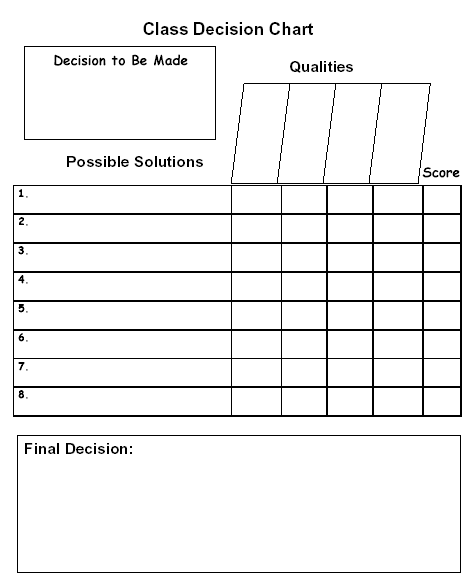 Class Decision Chart
Decision to Be Made
Qualities
Possible Solutions
Score
1.
2.
3.
4.
5.
6.
7.
8.
Final Decision: